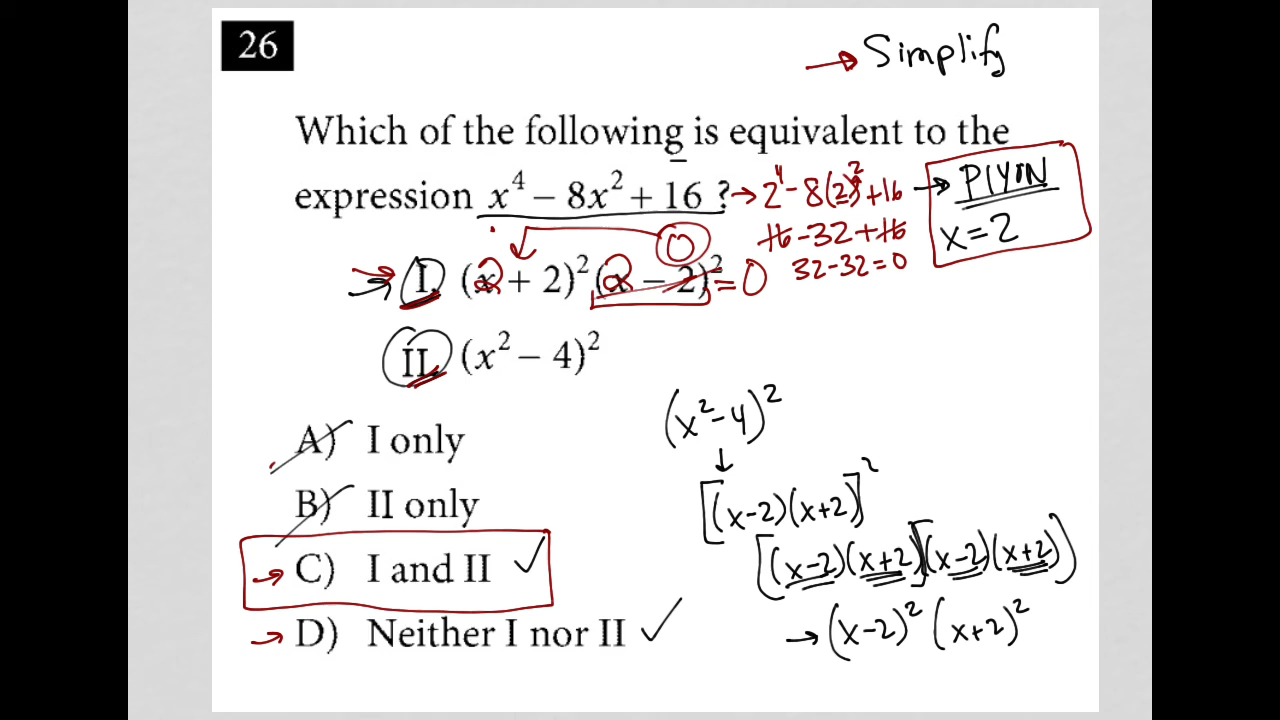 26
→ Simplify
Which of the following is equivalent to the
expression x⁴ − 8x² + 16 ? → 2⁴ - 8(2)² + 16 → PIYON
16 - 32 + 16 x = 2
0 32 - 32 = 0
I. (x + 2)² (x − 2)² = 0
2 2
II. (x² − 4)²
(x² - 4)²
A) I only
↓
[(x-2)(x+2)]²
B) II only
[(x-2)(x+2)][(x-2)(x+2)]
C) I and II ✓
→ (x-2)² (x+2)²
D) Neither I nor II ✓